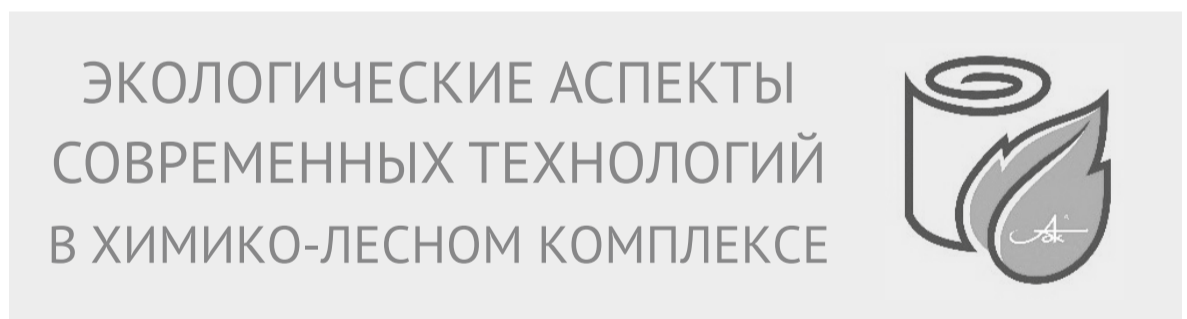 ЭКОЛОГИЧЕСКИЕ АСПЕКТЫ
СОВРЕМЕННЫХ ТЕХНОЛОГИЙ
В ХИМИКО-ЛЕСНОМ КОМПЛЕКСЕ